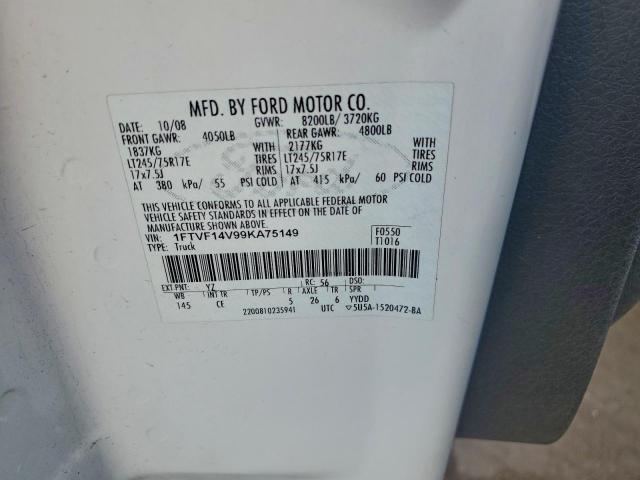 MFD. BY FORD MOTOR CO.
DATE: 10/08 GVWR: 8200LB/ 3720KG
FRONT GAWR: 4050LB REAR GAWR: 4800LB
1837KG WITH 2177KG WITH
LT245/75R17E TIRES LT245/75R17E TIRES
17x7.5J RIMS 17x7.5J RIMS
AT 380 kPa/ 55 PSI COLD AT 415 kPa/ 60 PSI COLD
THIS VEHICLE CONFORMS TO ALL APPLICABLE FEDERAL MOTOR
VEHICLE SAFETY STANDARDS IN EFFECT ON THE DATE OF
MANUFACTURE SHOWN ABOVE.
VIN: 1FTVF14V99KA75149 F0550
TYPE: Truck T1016
EXT PNT: YZ RC: 56 DSO:
WB INT TR TP/PS R AXLE TR SPR
145 CE 5 26 6 YYDD
2200810235941 UTC 5U5A-1520472-BA